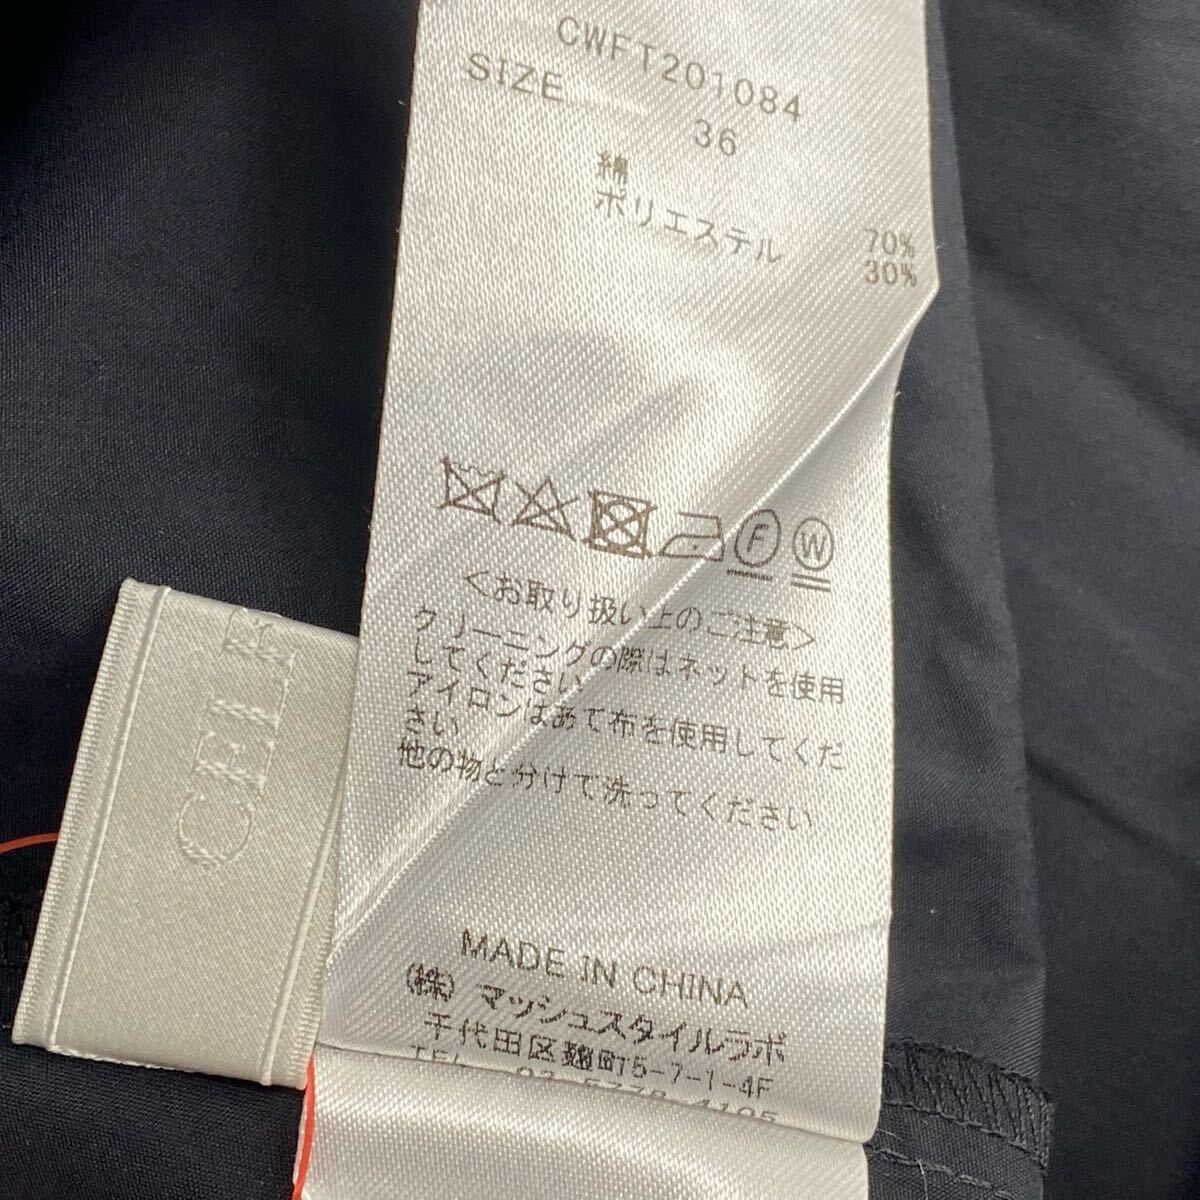 CWFT201084
SIZE 36
綿 70%
ポリエステル 30%
F W
<お取り扱い上のご注意>
クリーニングの際はネットを使用
してください
アイロンはあて布を使用してくだ
さい
他の物と分けて洗ってください
MADE IN CHINA
(株) マッシュスタイルラボ
千代田区麹町5-7-1-4F
TEL